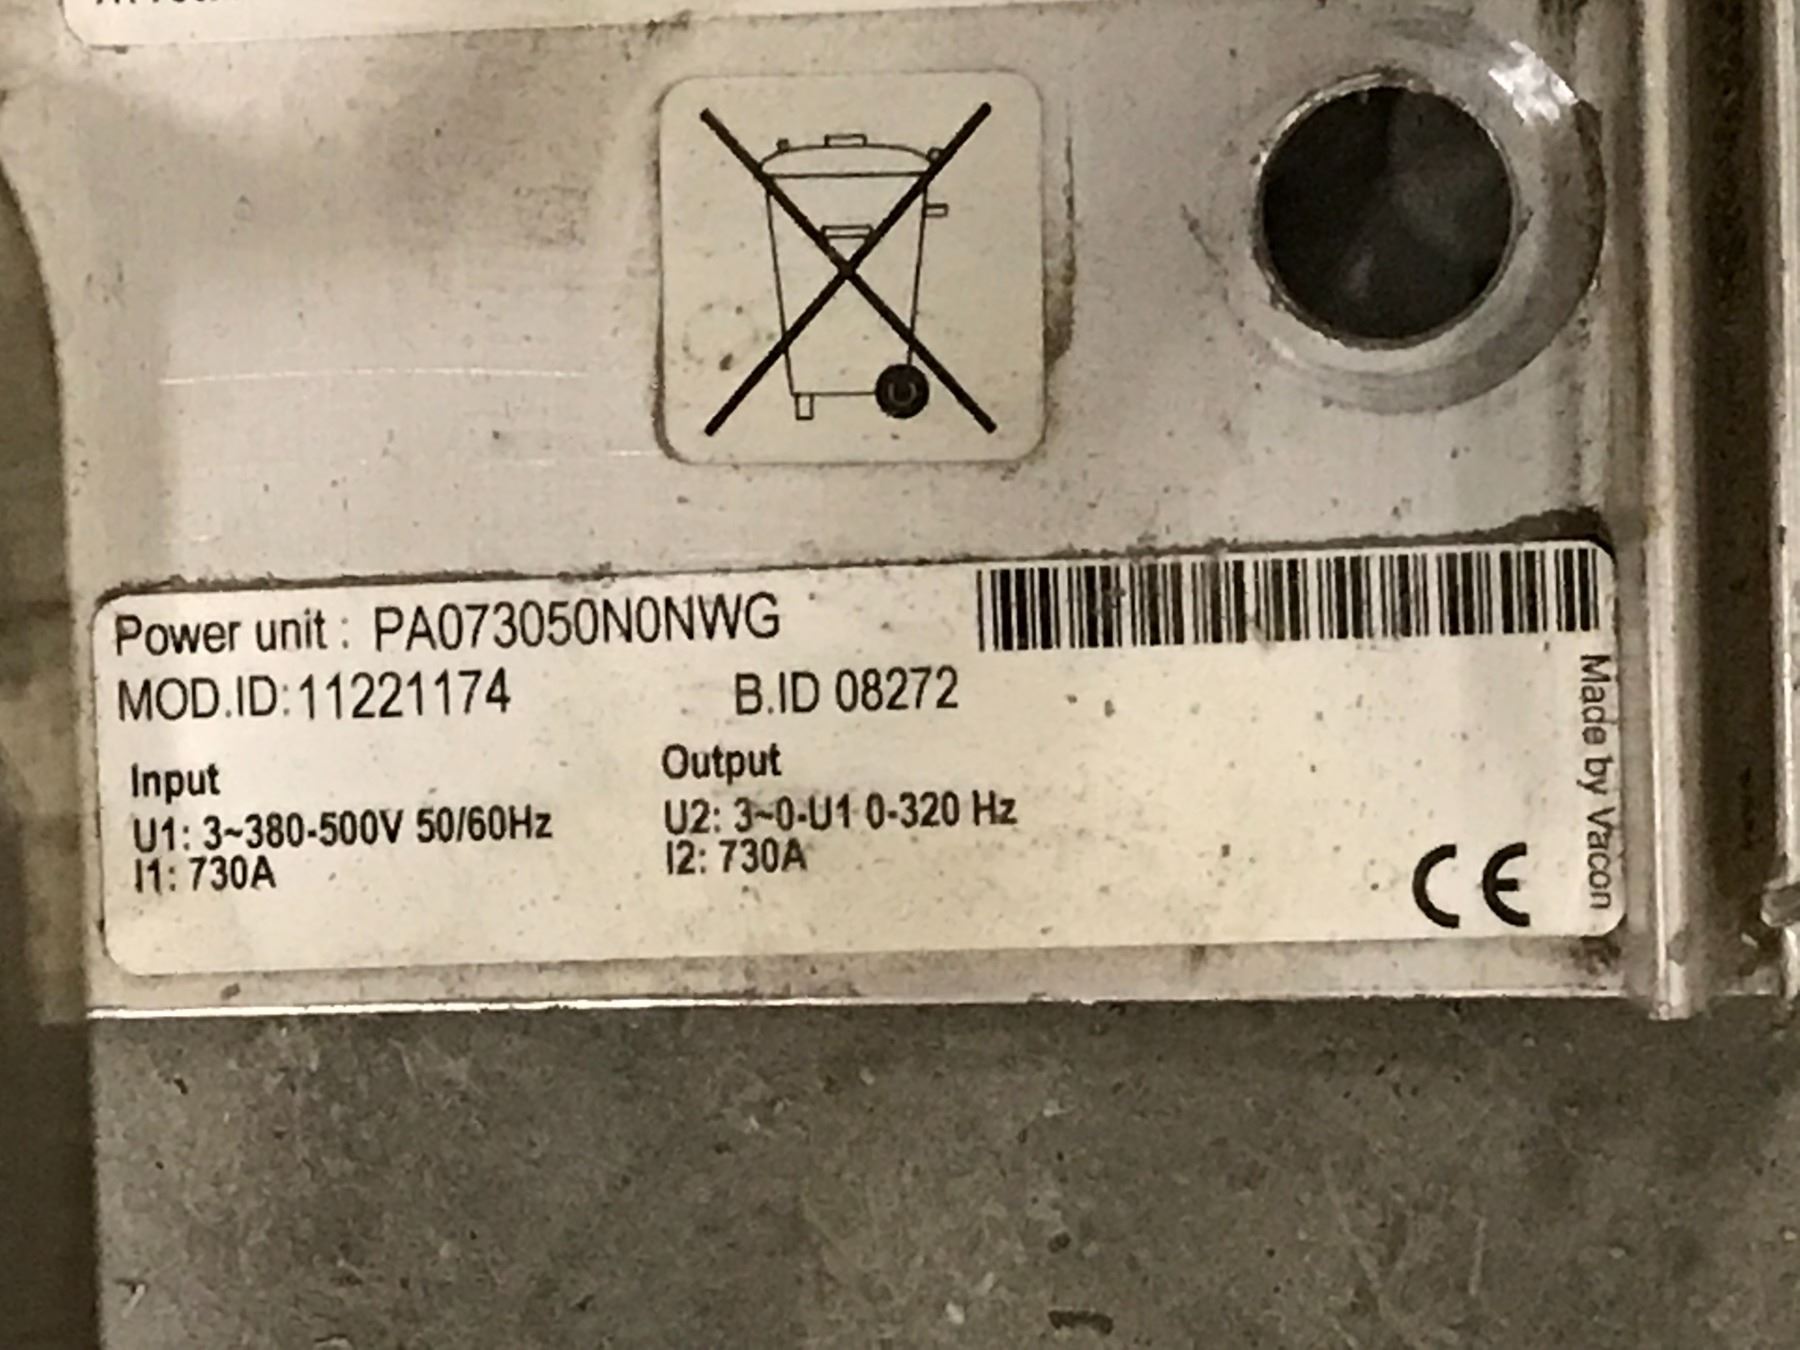 Power unit : PA073050N0NWG
MOD.ID:11221174 B.ID 08272
Input
U1: 3~380-500V 50/60Hz
I1: 730A
Output
U2: 3~0-U1 0-320 Hz
I2: 730A
CE
Made by Vacon